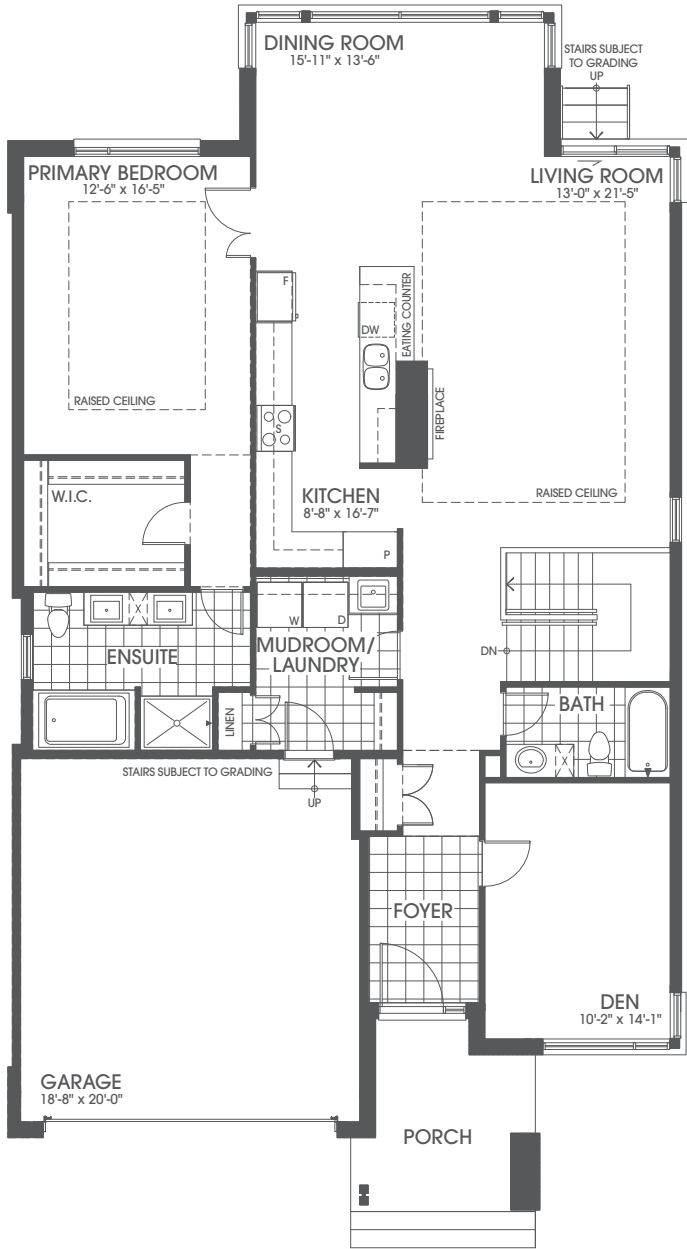 DINING ROOM
15'-11" x 13'-6"
STAIRS SUBJECT
TO GRADING
UP
PRIMARY BEDROOM
12'-6" x 16'-5"
LIVING ROOM
13'-0" x 21'-5"
F
DW
EATING COUNTER
FIREPLACE
S
RAISED CEILING
W.I.C.
KITCHEN
8'-8" x 16'-7"
RAISED CEILING
P
W
D
ENSUITE
MUDROOM/
LAUNDRY
DN
LINEN
BATH
X
X
STAIRS SUBJECT TO GRADING
UP
FOYER
DEN
10'-2" x 14'-1"
GARAGE
18'-8" x 20'-0"
PORCH